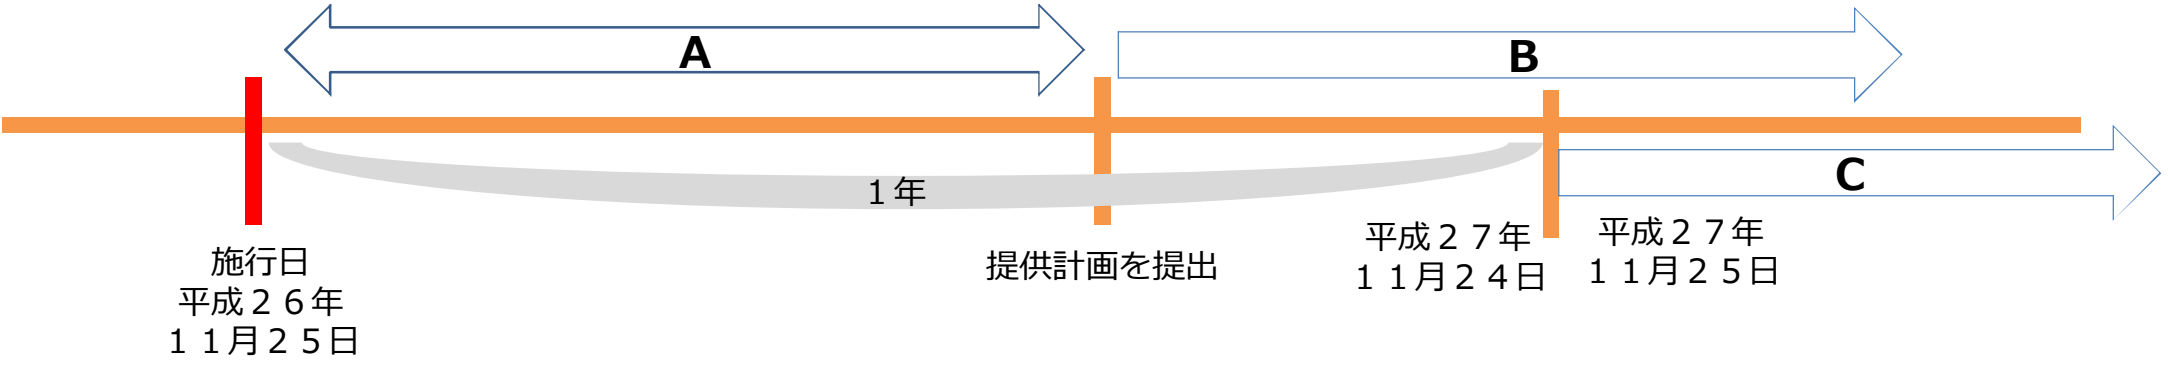 A
B
C
１年
施行日
平成２６年
１１月２５日
提供計画を提出
平成２７年
１１月２４日
平成２７年
１１月２５日